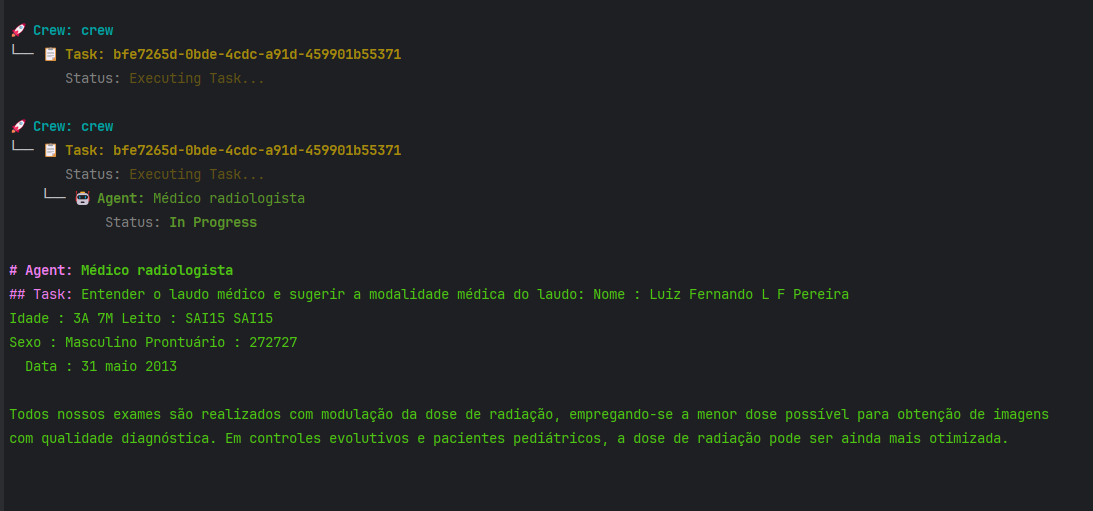 🚀 Crew: crew
└── 📋 Task: bfe7265d-0bde-4cdc-a91d-459901b55371
Status: Executing Task...
🚀 Crew: crew
└── 📋 Task: bfe7265d-0bde-4cdc-a91d-459901b55371
Status: Executing Task...
└── 🤖 Agent: Médico radiologista
Status: In Progress
# Agent: Médico radiologista
## Task: Entender o laudo médico e sugerir a modalidade médica do laudo: Nome : Luiz Fernando L F Pereira
Idade : 3A 7M Leito : SAI15 SAI15
Sexo : Masculino Prontuário : 272727
Data : 31 maio 2013
Todos nossos exames são realizados com modulação da dose de radiação, empregando-se a menor dose possível para obtenção de imagens
com qualidade diagnóstica. Em controles evolutivos e pacientes pediátricos, a dose de radiação pode ser ainda mais otimizada.